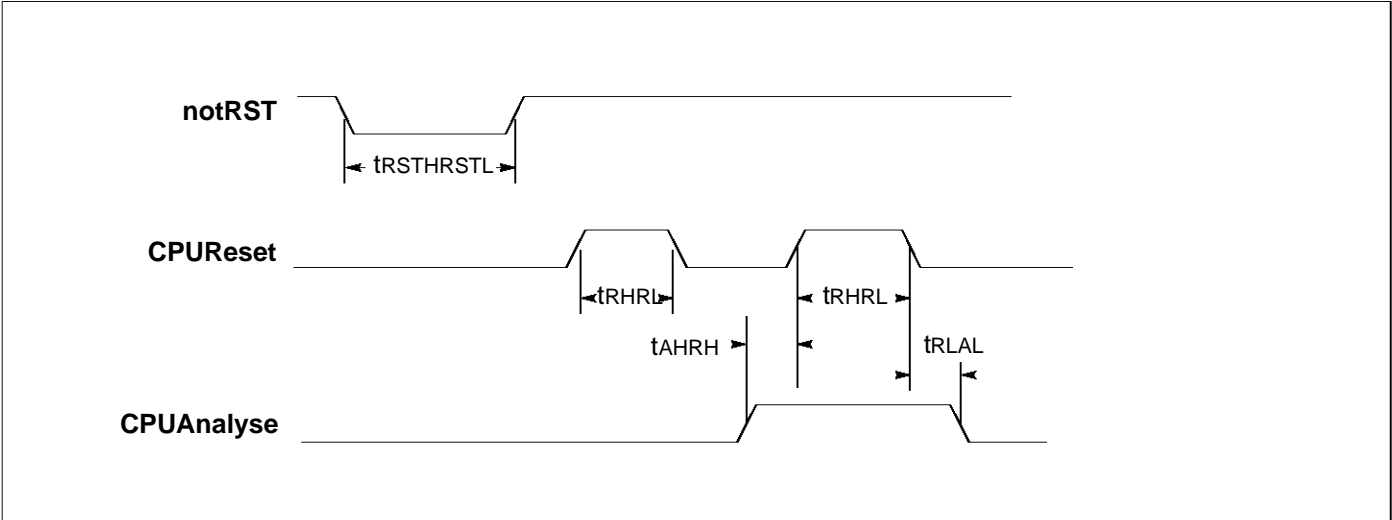 notRST
tRSTHRSTL
CPUReset
tRHRL
tRHRL
tAHRH
tRLAL
CPUAnalyse